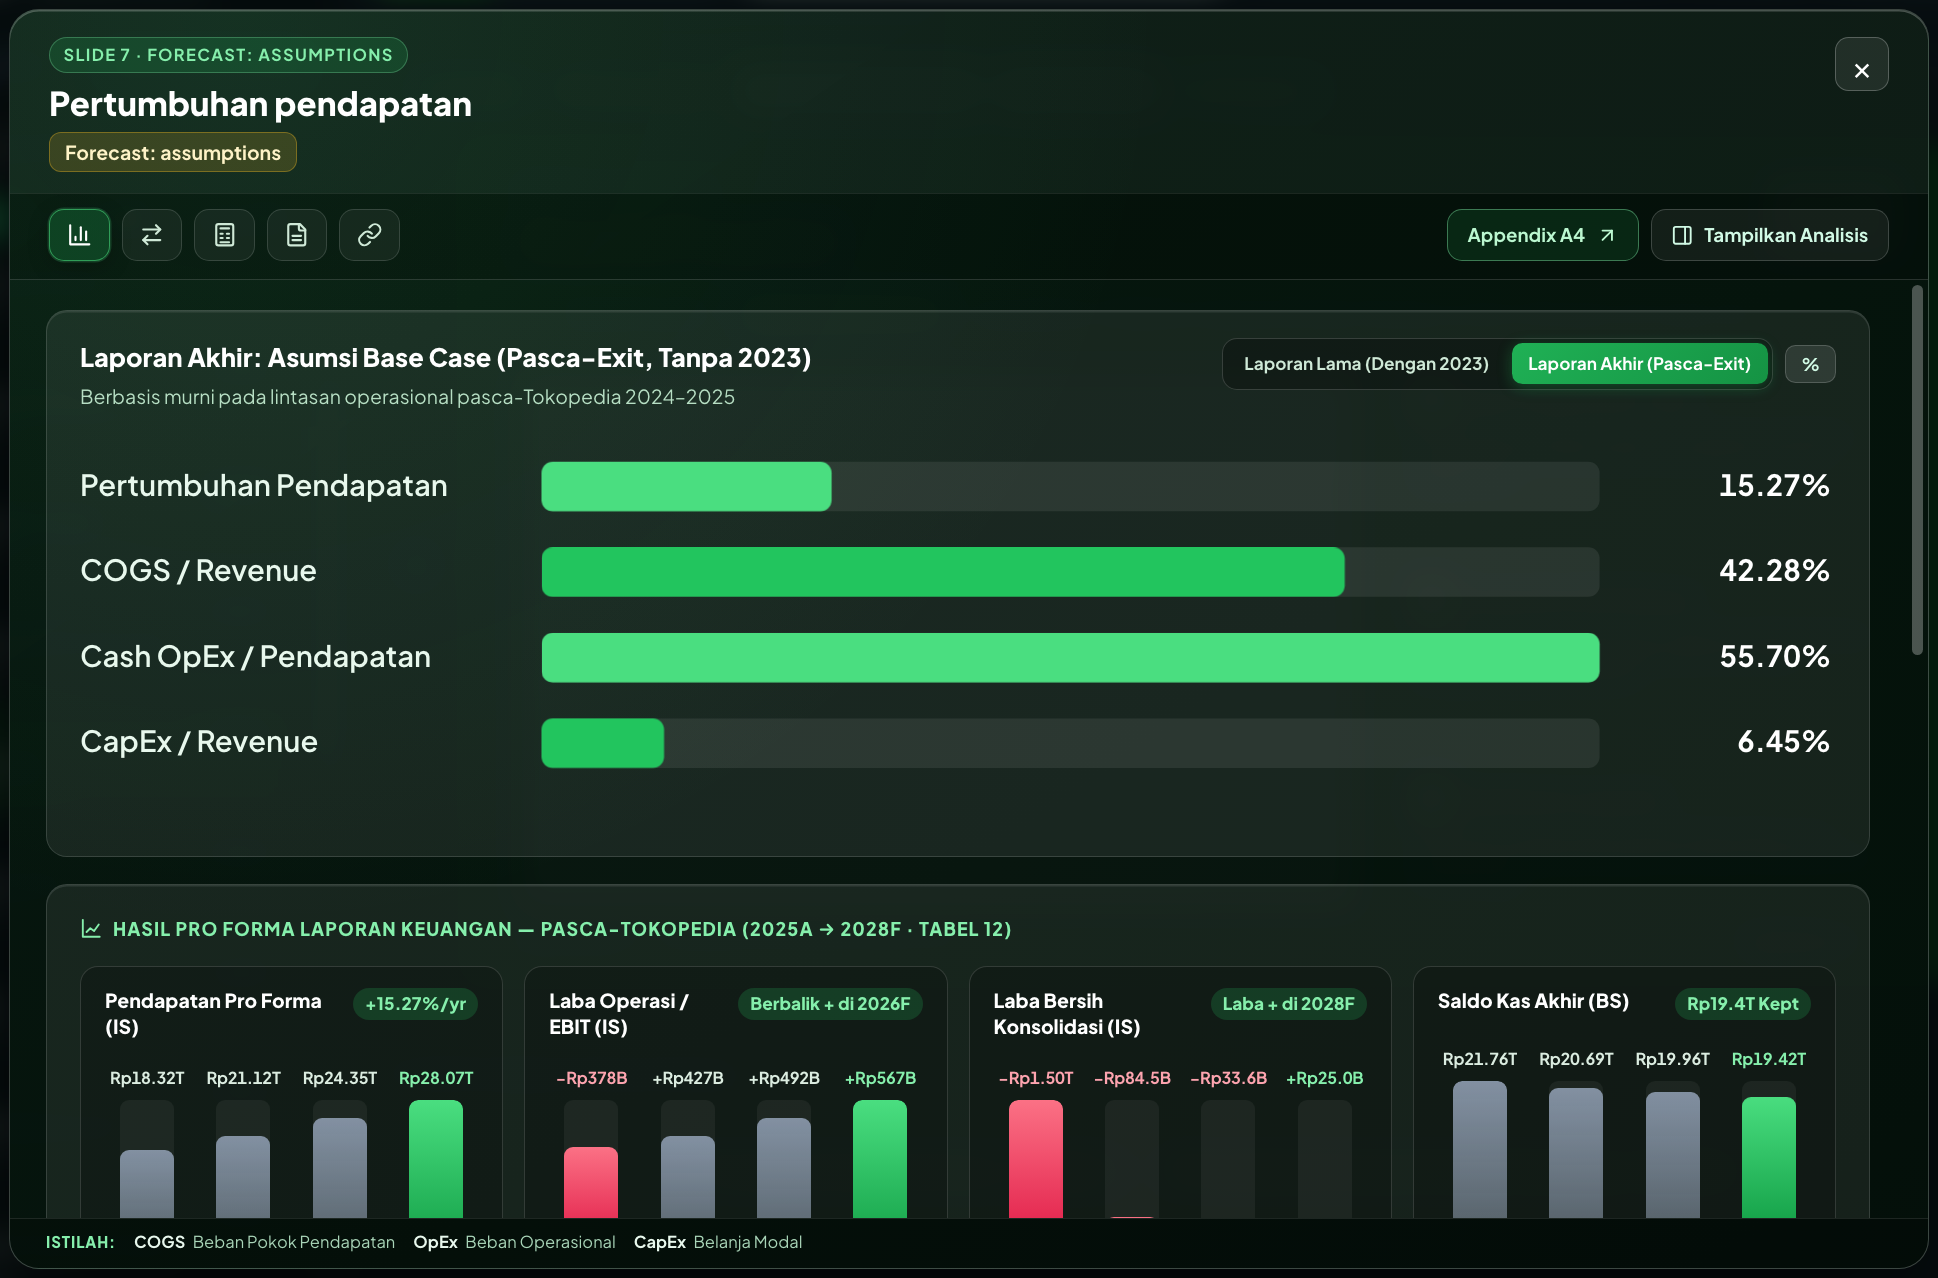 SLIDE 7 · FORECAST: ASSUMPTIONS
Pertumbuhan pendapatan
Forecast: assumptions
Appendix A4
Tampilkan Analisis
Laporan Akhir: Asumsi Base Case (Pasca-Exit, Tanpa 2023)
Berbasis murni pada lintasan operasional pasca-Tokopedia 2024–2025
Laporan Lama (Dengan 2023)
Laporan Akhir (Pasca-Exit)
%
Pertumbuhan Pendapatan 15.27%
COGS / Revenue 42.28%
Cash OpEx / Pendapatan 55.70%
CapEx / Revenue 6.45%
HASIL PRO FORMA LAPORAN KEUANGAN — PASCA-TOKOPEDIA (2025A → 2028F · TABEL 12)
Pendapatan Pro Forma
(IS)
+15.27%/yr
Rp18.32T Rp21.12T Rp24.35T Rp28.07T
Laba Operasi /
EBIT (IS)
Berbalik + di 2026F
−Rp378B +Rp427B +Rp492B +Rp567B
Laba Bersih
Konsolidasi (IS)
Laba + di 2028F
−Rp1.50T −Rp84.5B −Rp33.6B +Rp25.0B
Saldo Kas Akhir (BS)
Rp19.4T Kept
Rp21.76T Rp20.69T Rp19.96T Rp19.42T
ISTILAH: COGS Beban Pokok Pendapatan OpEx Beban Operasional CapEx Belanja Modal